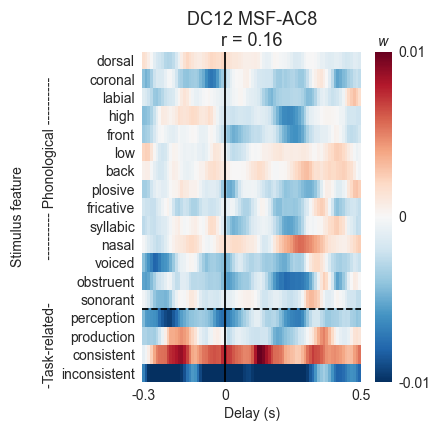 DC12 MSF-AC8
r = 0.16
w
dorsal
coronal
labial
high
front
low
back
plosive
fricative
syllabic
nasal
voiced
obstruent
sonorant
perception
production
consistent
inconsistent
Stimulus feature
-Task-related- ---------- Phonological ----------
0.01
0
-0.01
-0.3 0 0.5
Delay (s)